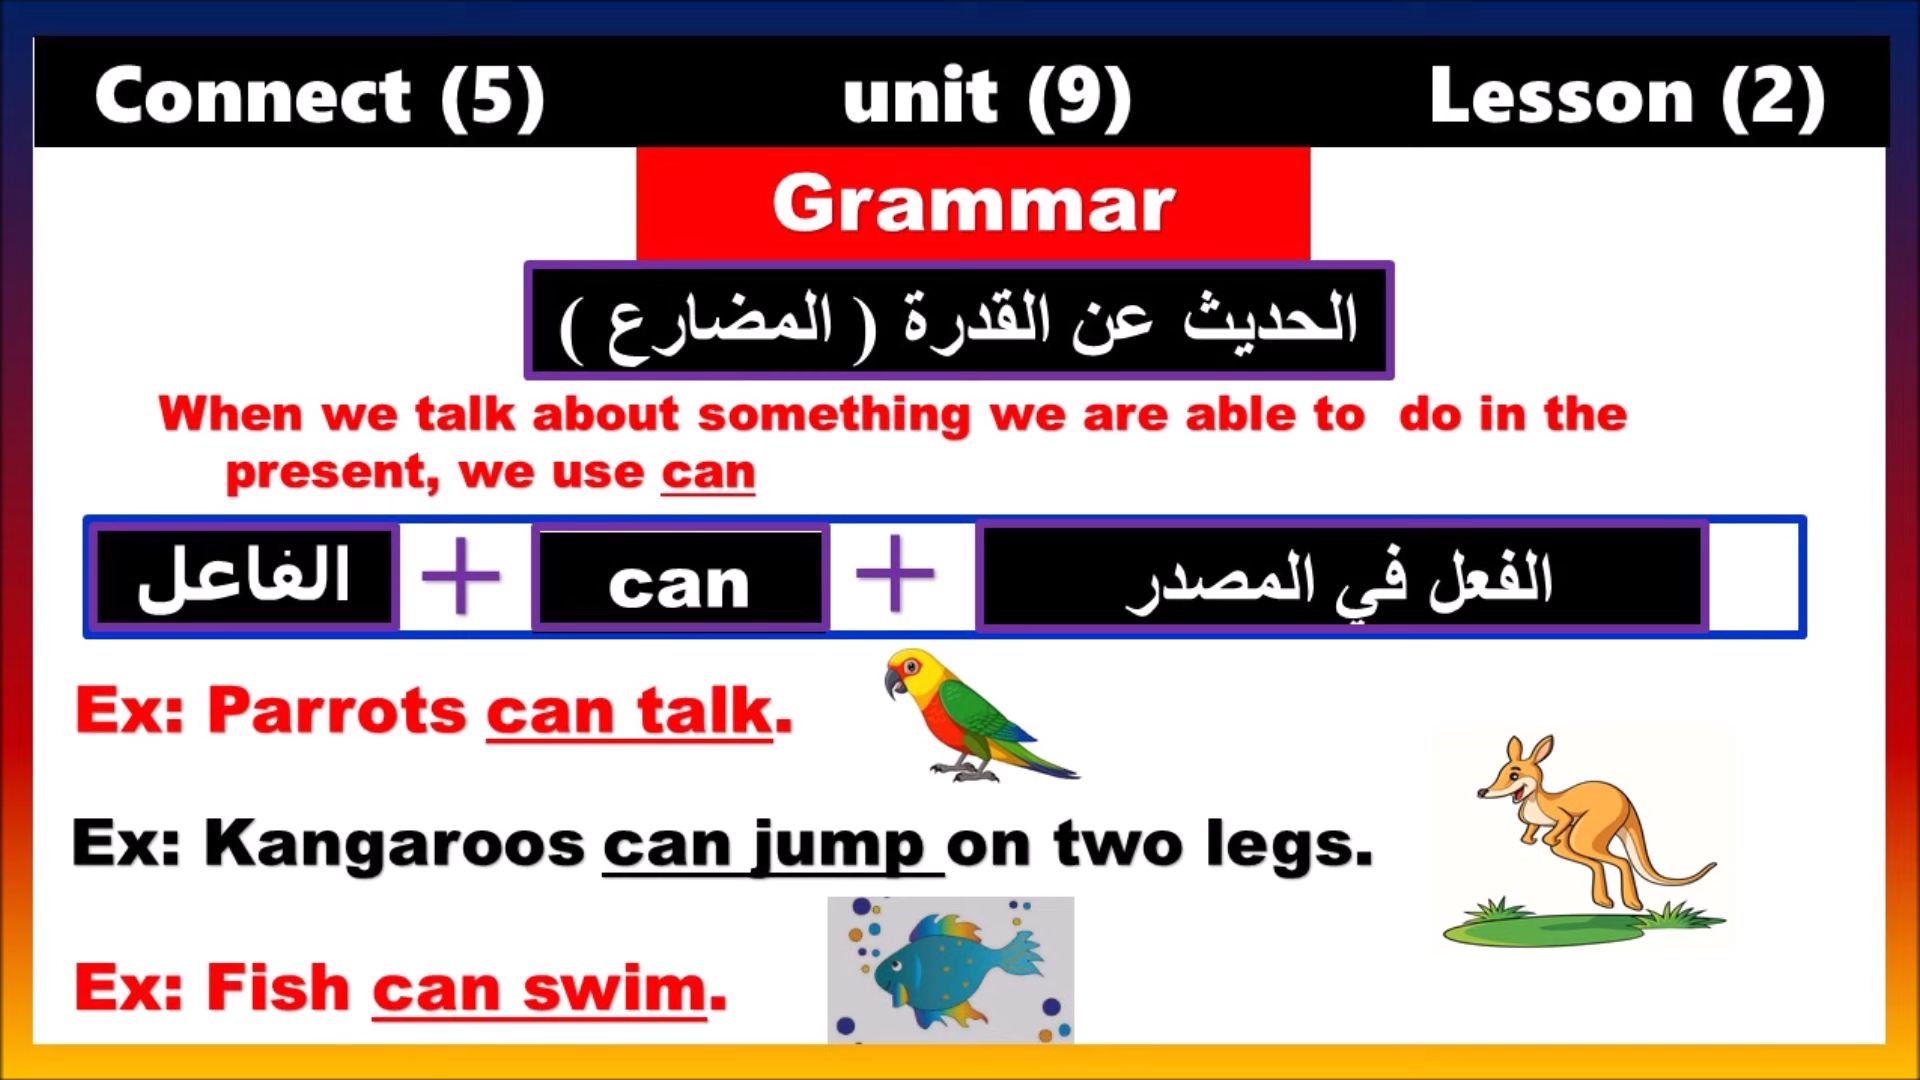 Connect (5) unit (9) Lesson (2)
Grammar
الحديث عن القدرة ( المضارع )
When we talk about something we are able to do in the
present, we use can
الفاعل + can + الفعل في المصدر
Ex: Parrots can talk.
Ex: Kangaroos can jump on two legs.
Ex: Fish can swim.